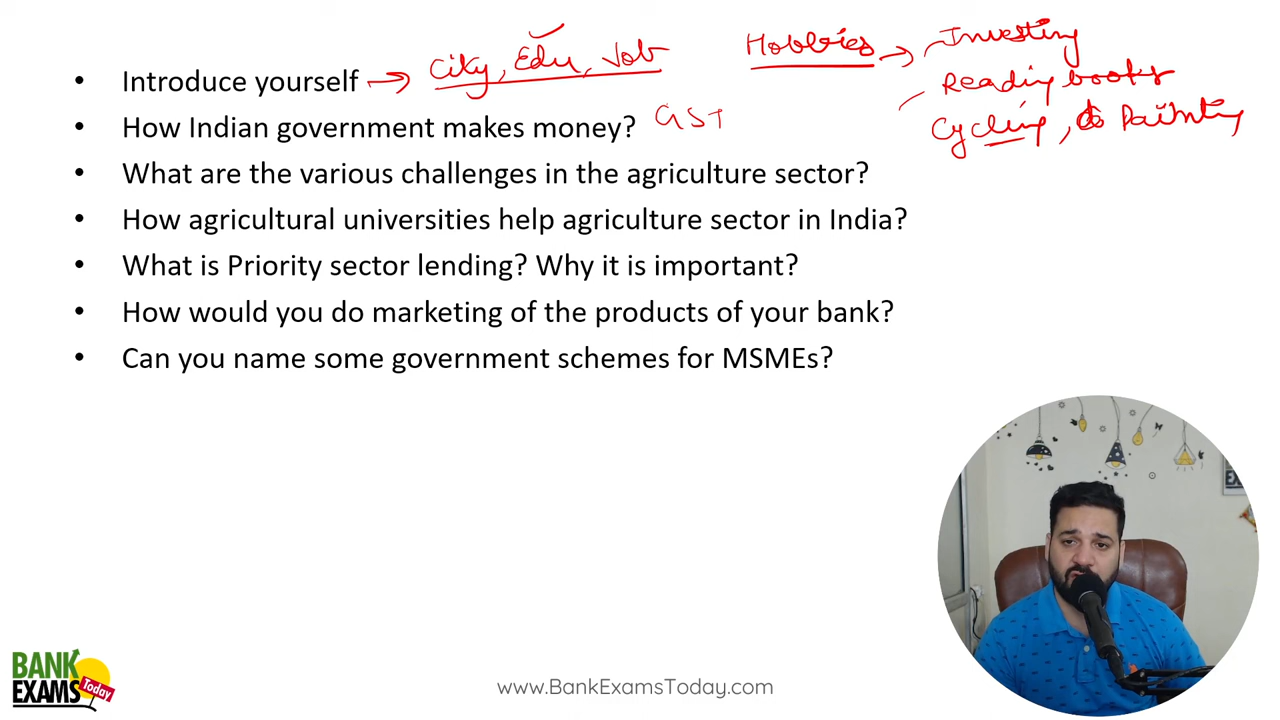 • Introduce yourself → City, Edu, Job
Hobbies → Investing
Reading books
Cycling, Painting
• How Indian government makes money? GST
• What are the various challenges in the agriculture sector?
• How agricultural universities help agriculture sector in India?
• What is Priority sector lending? Why it is important?
• How would you do marketing of the products of your bank?
• Can you name some government schemes for MSMEs?
BANK
EXAMS Today
www.BankExamsToday.com